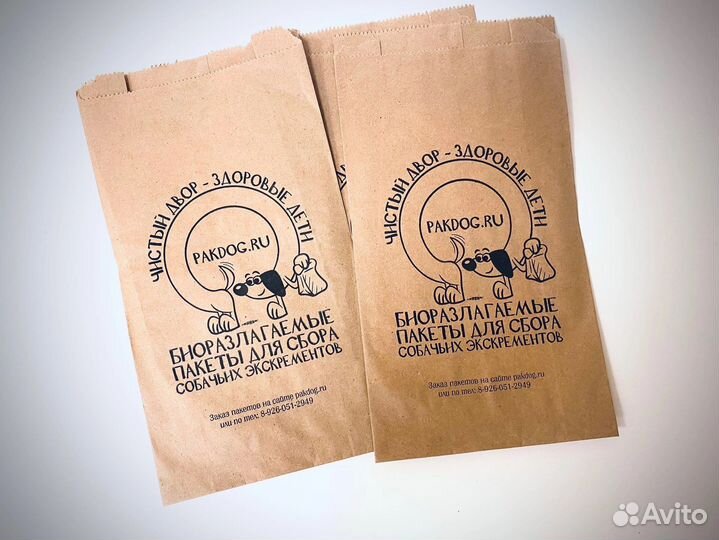 ЧИСТЫЙ ДВОР - ЗДОРОВЫЕ ДЕТИ
PAKDOG.RU
БИОРАЗЛАГАЕМЫЕ
ПАКЕТЫ ДЛЯ СБОРА
СОБАЧЬИХ ЭКСКРЕМЕНТОВ
Заказ пакетов на сайте pakdog.ru
или по тел: 8-926-051-2949
ЧИСТЫЙ ДВОР - ЗДОРОВЫЕ ДЕТИ
PAKDOG.RU
БИОРАЗЛАГАЕМЫЕ
ПАКЕТЫ ДЛЯ СБОРА
СОБАЧЬИХ ЭКСКРЕМЕНТОВ
Заказ пакетов на сайте pakdog.ru
или по тел: 8-926-051-2949
Avito